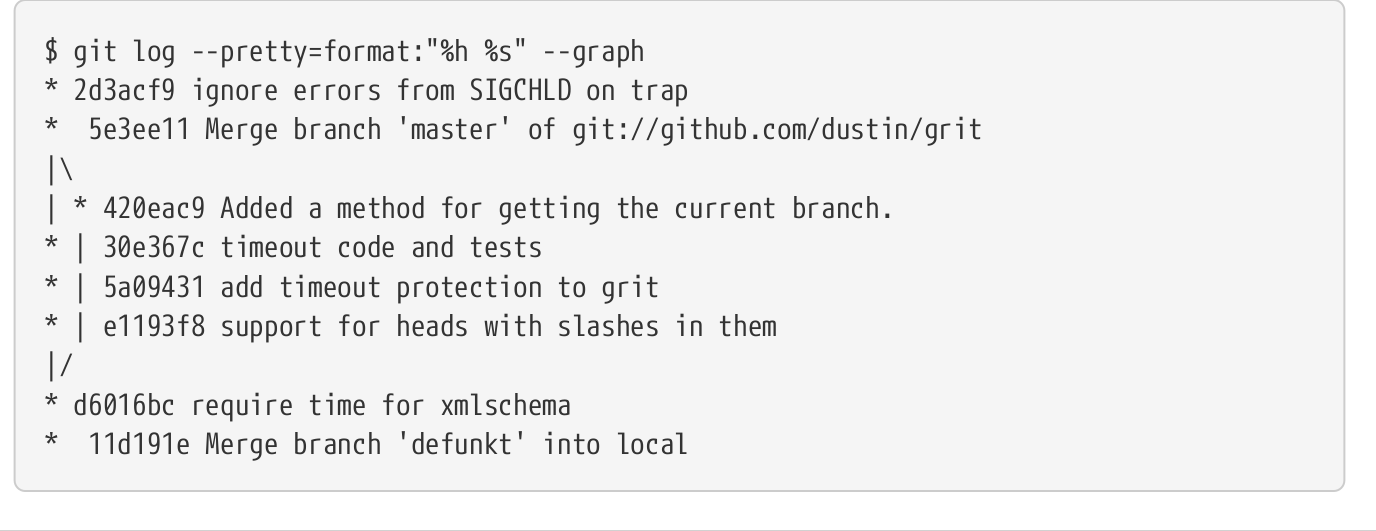 $ git log --pretty=format:"%h %s" --graph
* 2d3acf9 ignore errors from SIGCHLD on trap
*  5e3ee11 Merge branch 'master' of git://github.com/dustin/grit
|\
| * 420eac9 Added a method for getting the current branch.
* | 30e367c timeout code and tests
* | 5a09431 add timeout protection to grit
* | e1193f8 support for heads with slashes in them
|/
* d6016bc require time for xmlschema
*  11d191e Merge branch 'defunkt' into local